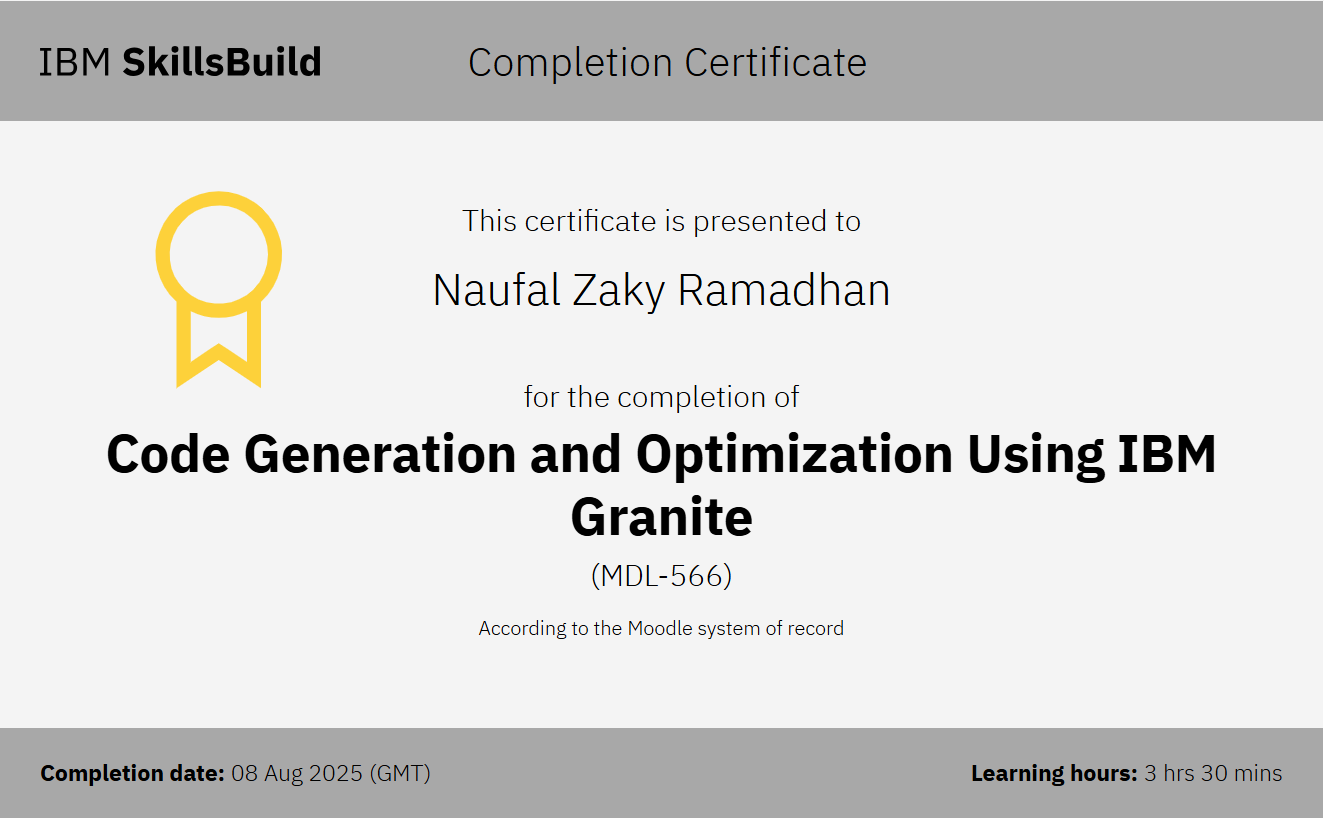 IBM SkillsBuild
Completion Certificate
This certificate is presented to
Naufal Zaky Ramadhan
for the completion of
Code Generation and Optimization Using IBM
Granite
(MDL-566)
According to the Moodle system of record
Completion date: 08 Aug 2025 (GMT)
Learning hours: 3 hrs 30 mins